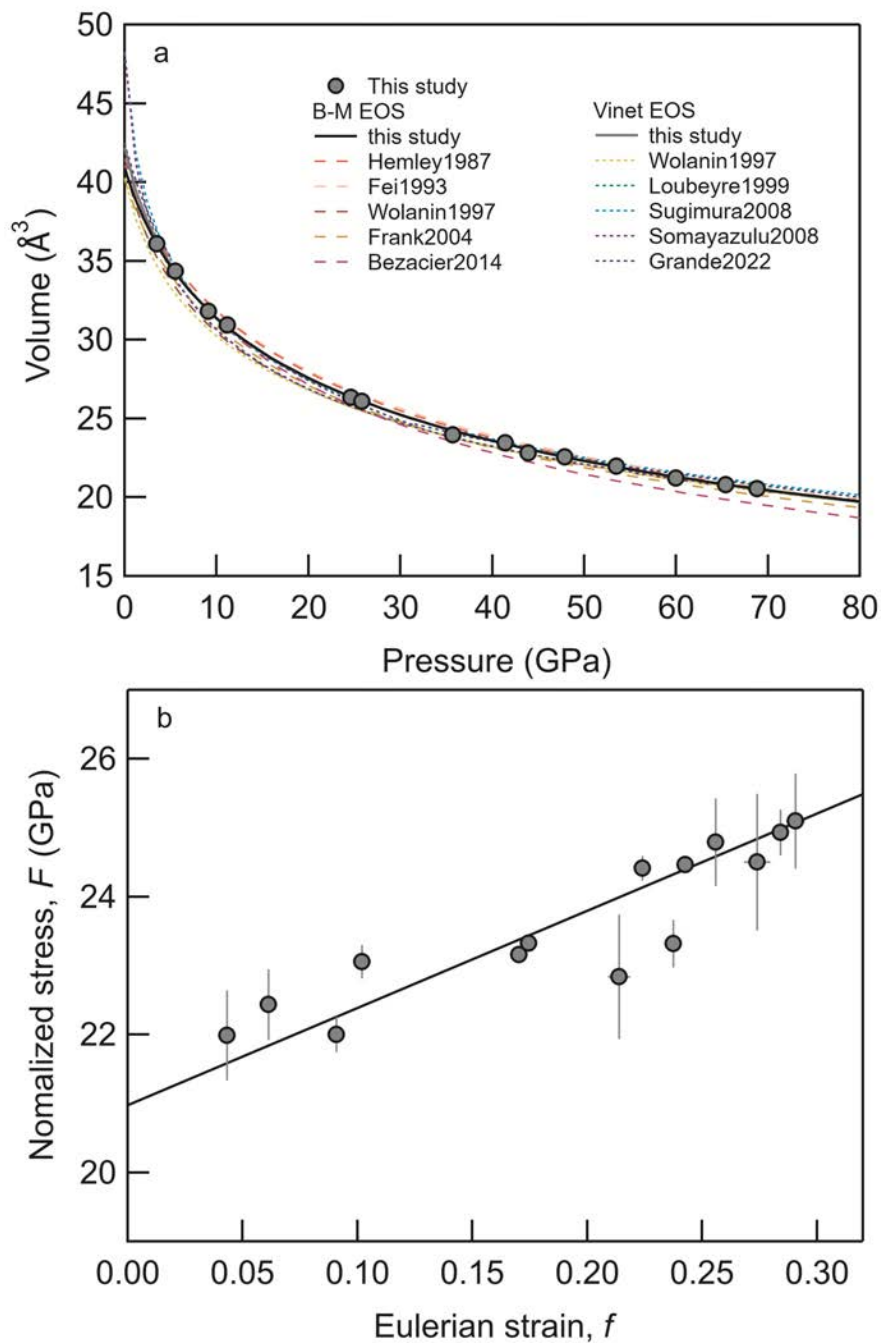 a
50
45
40
35
30
25
20
15
Volume (Å³)
This study
B-M EOS
this study
Hemley1987
Fei1993
Wolanin1997
Frank2004
Bezacier2014
Vinet EOS
this study
Wolanin1997
Loubeyre1999
Sugimura2008
Somayazulu2008
Grande2022
0 10 20 30 40 50 60 70 80
Pressure (GPa)
b
26
24
22
20
Nomalized stress, F (GPa)
0.00 0.05 0.10 0.15 0.20 0.25 0.30
Eulerian strain, f